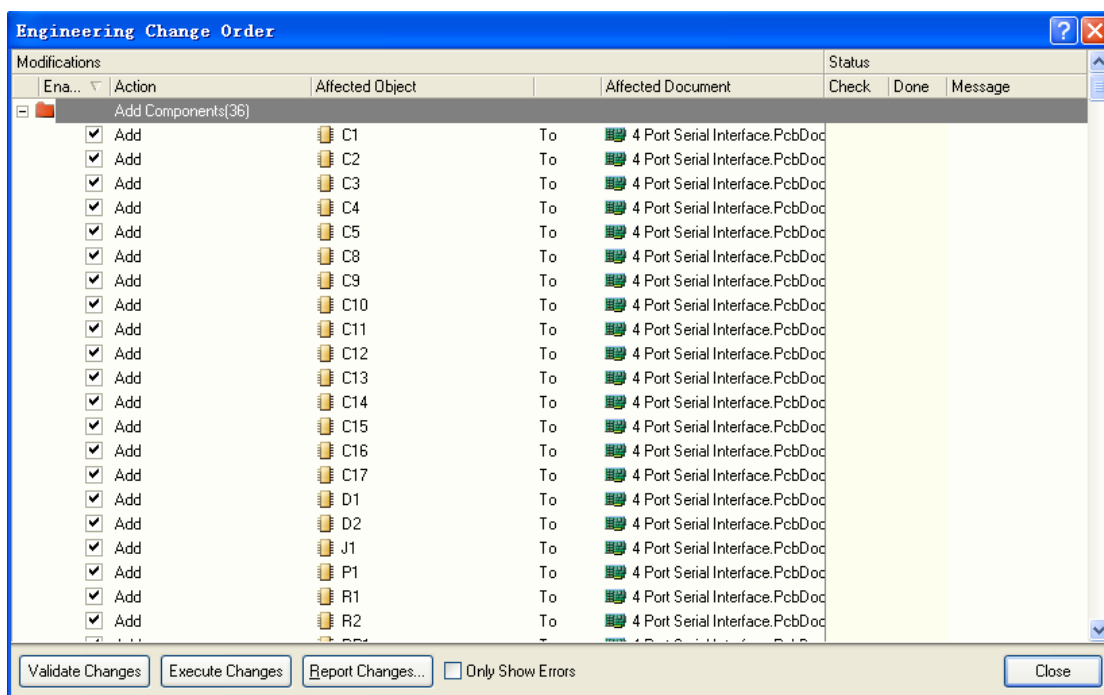 Engineering Change Order
Modifications Status
Ena... Action Affected Object Affected Document Check Done Message
Add Components(36)
Add C1 To 4 Port Serial Interface.PcbDoc
Add C2 To 4 Port Serial Interface.PcbDoc
Add C3 To 4 Port Serial Interface.PcbDoc
Add C4 To 4 Port Serial Interface.PcbDoc
Add C5 To 4 Port Serial Interface.PcbDoc
Add C8 To 4 Port Serial Interface.PcbDoc
Add C9 To 4 Port Serial Interface.PcbDoc
Add C10 To 4 Port Serial Interface.PcbDoc
Add C11 To 4 Port Serial Interface.PcbDoc
Add C12 To 4 Port Serial Interface.PcbDoc
Add C13 To 4 Port Serial Interface.PcbDoc
Add C14 To 4 Port Serial Interface.PcbDoc
Add C15 To 4 Port Serial Interface.PcbDoc
Add C16 To 4 Port Serial Interface.PcbDoc
Add C17 To 4 Port Serial Interface.PcbDoc
Add D1 To 4 Port Serial Interface.PcbDoc
Add D2 To 4 Port Serial Interface.PcbDoc
Add J1 To 4 Port Serial Interface.PcbDoc
Add P1 To 4 Port Serial Interface.PcbDoc
Add R1 To 4 Port Serial Interface.PcbDoc
Add R2 To 4 Port Serial Interface.PcbDoc
Validate Changes Execute Changes Report Changes... Only Show Errors Close